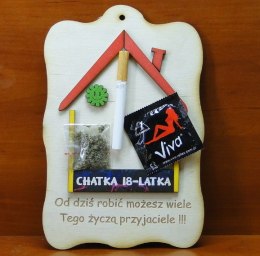 Viva
CHATKA 18-LATKA
Od dziś robić możesz wiele
Tego życzą przyjaciele !!!